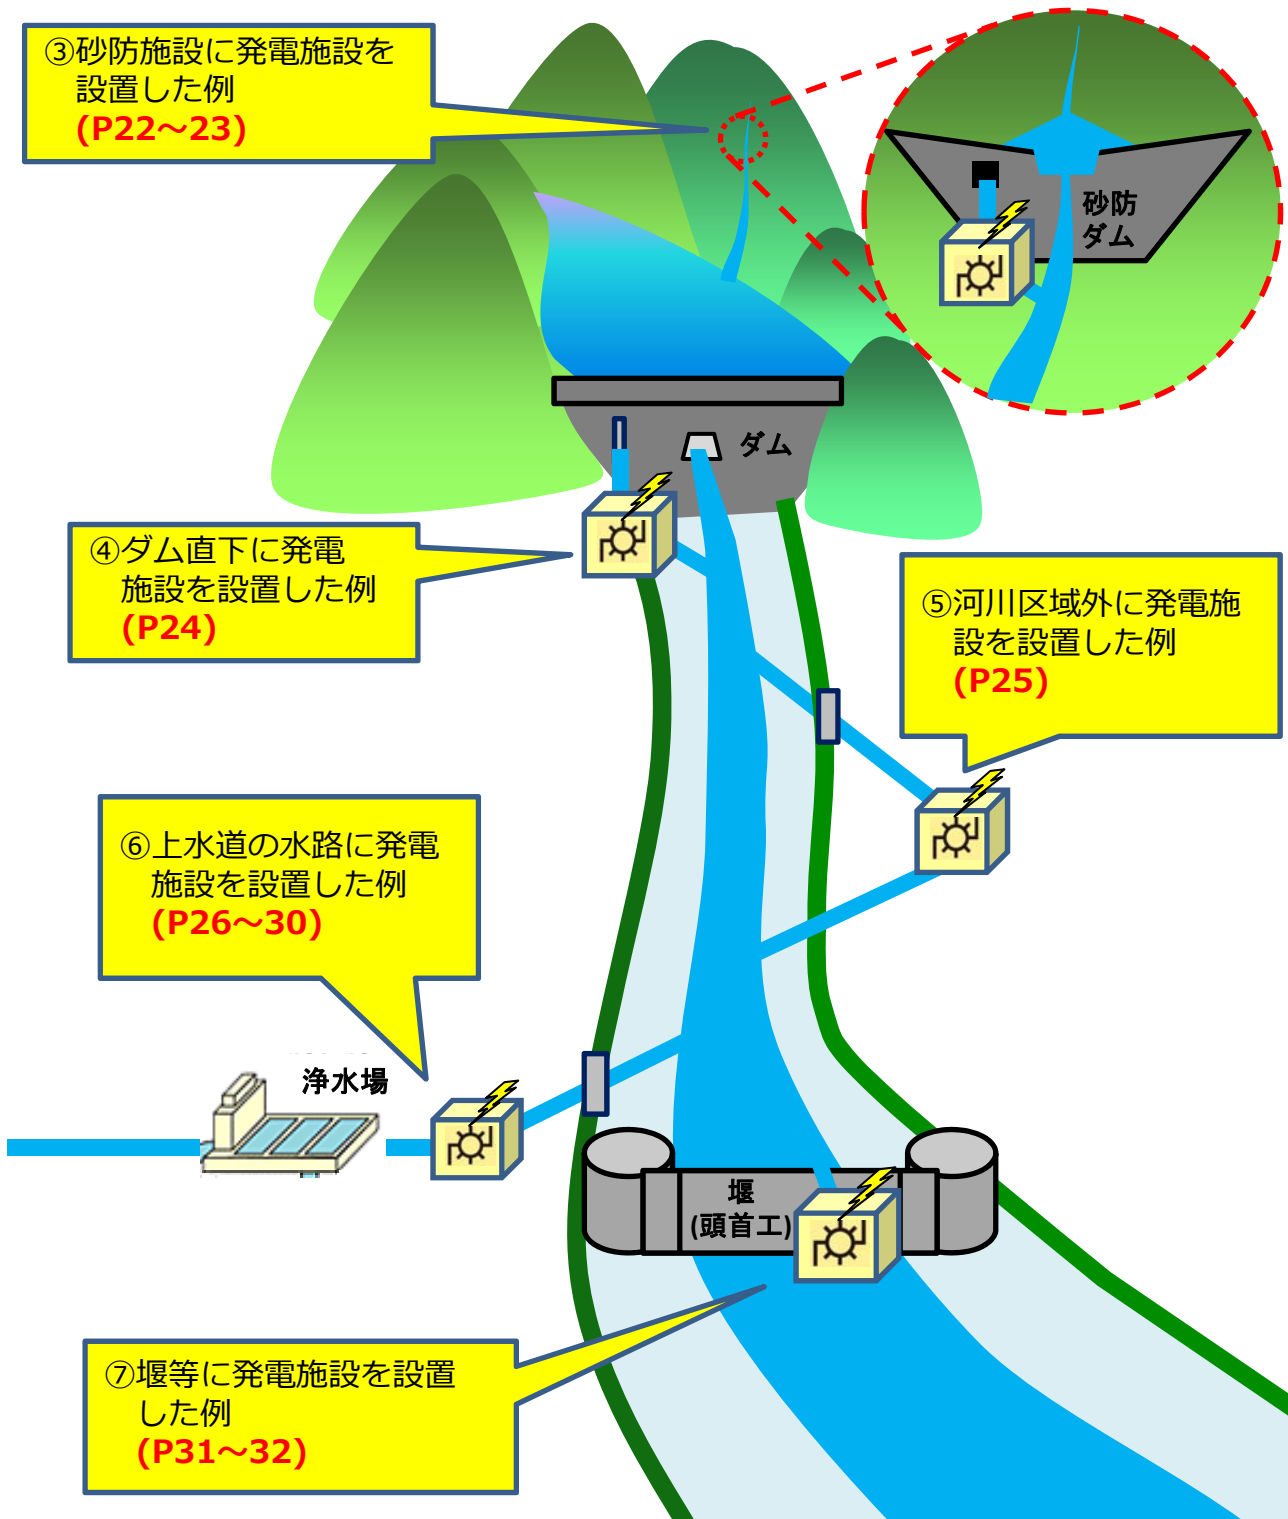 ③砂防施設に発電施設を
設置した例
(P22～23)
砂防
ダム
ダム
④ダム直下に発電
施設を設置した例
(P24)
⑤河川区域外に発電施
設を設置した例
(P25)
⑥上水道の水路に発電
施設を設置した例
(P26～30)
浄水場
堰
(頭首工)
⑦堰等に発電施設を設置
した例
(P31～32)